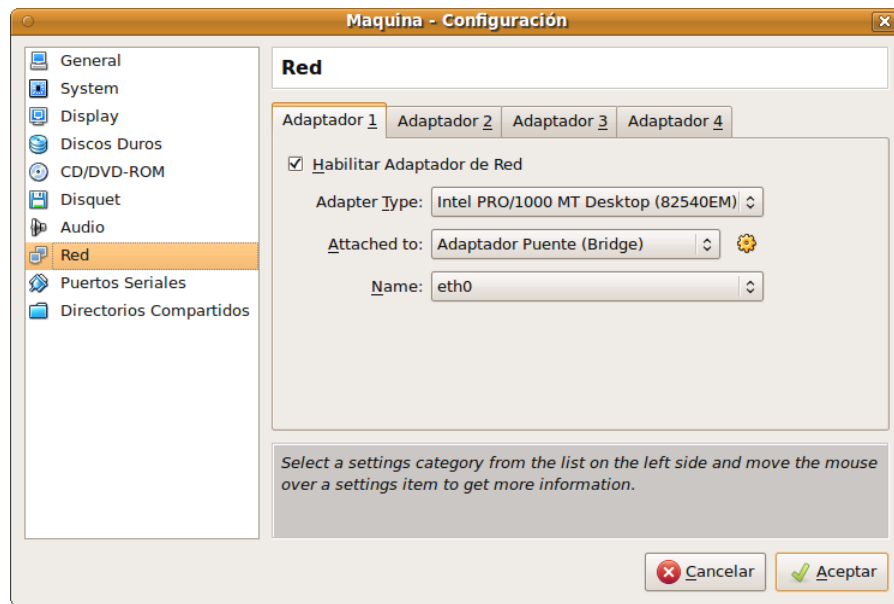 Maquina - Configuración
General
System
Display
Discos Duros
CD/DVD-ROM
Disquet
Audio
Red
Puertos Seriales
Directorios Compartidos
Red
Adaptador 1 Adaptador 2 Adaptador 3 Adaptador 4
Habilitar Adaptador de Red
Adapter Type: Intel PRO/1000 MT Desktop (82540EM)
Attached to: Adaptador Puente (Bridge)
Name: eth0
Select a settings category from the list on the left side and move the mouse
over a settings item to get more information.
Cancelar Aceptar